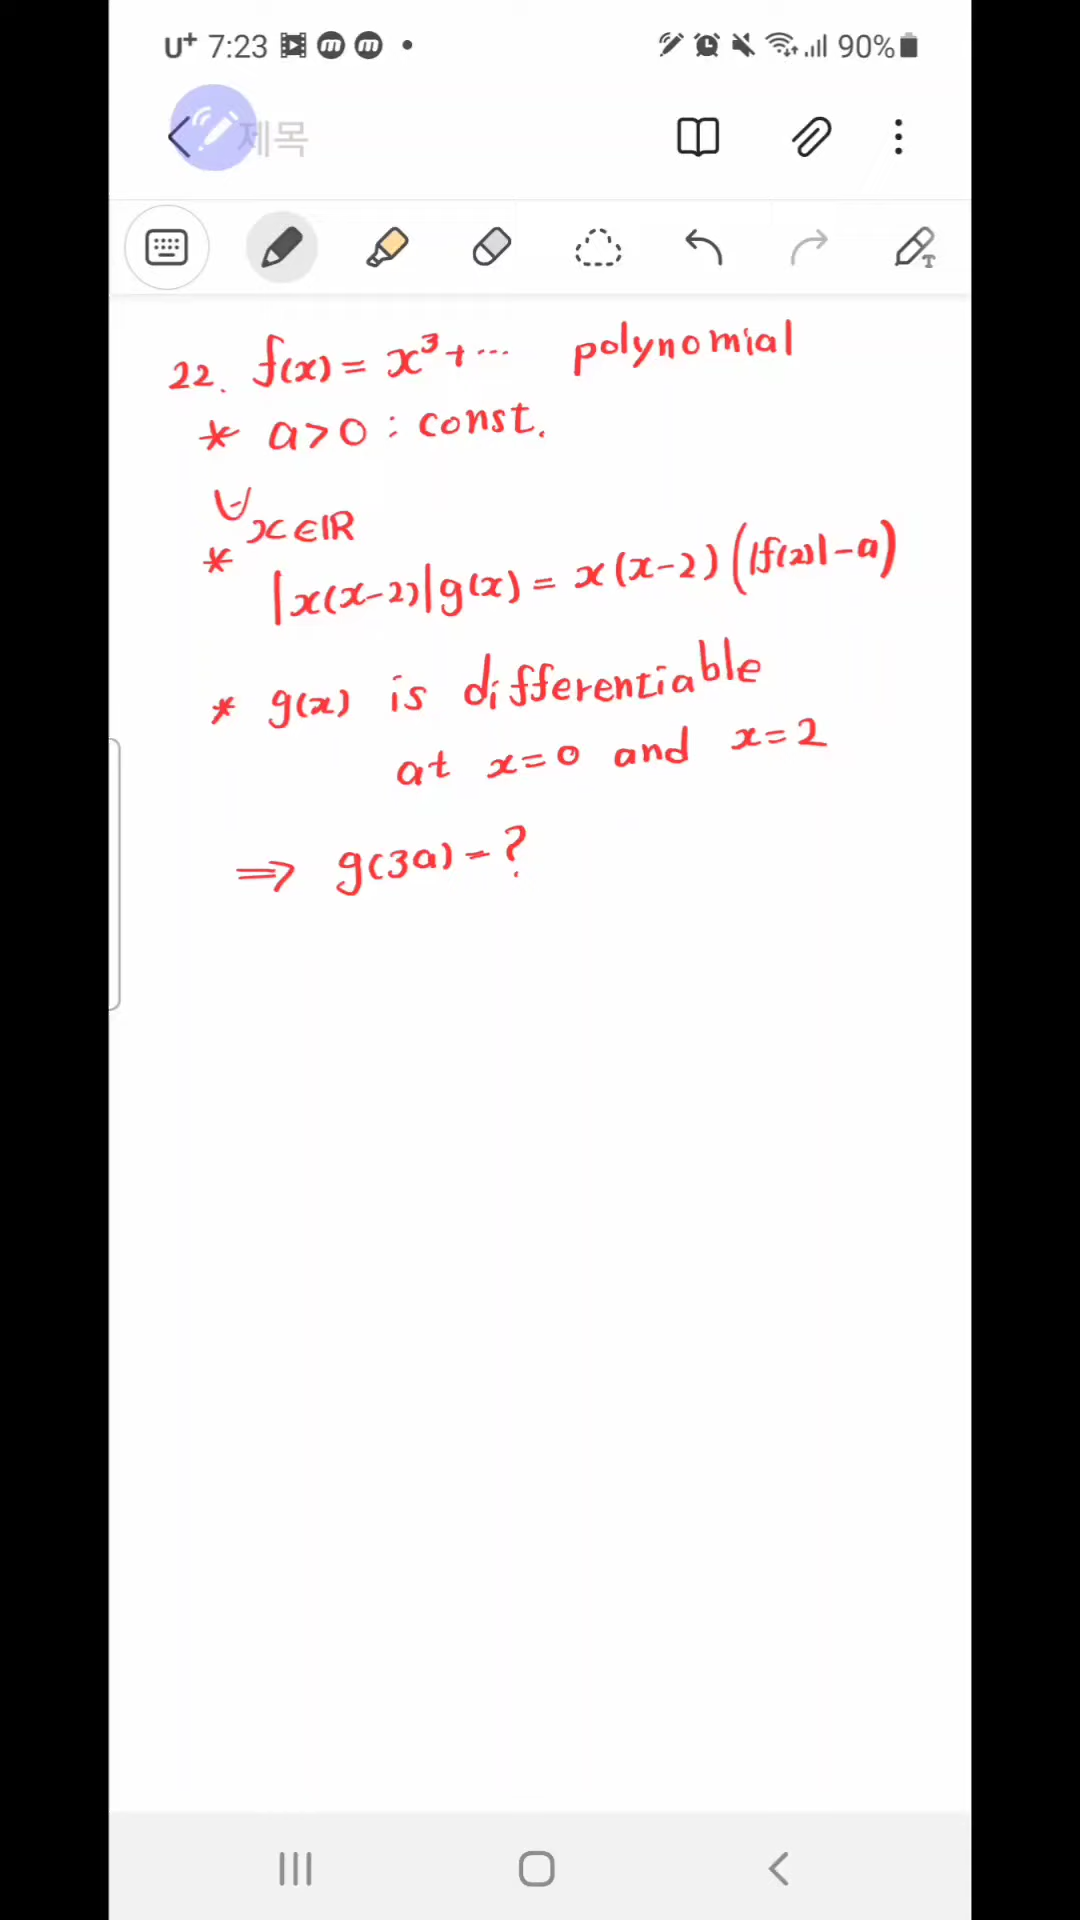 U+ 7:23 90%
제목
22. f(x) = x³+ ··· polynomial
* a>0 : const.
∀x∈ℝ
* |x(x-2)|g(x) = x(x-2)(|f(x)|-a)
* g(x) is differentiable
at x=0 and x=2
⇒ g(3a) = ?